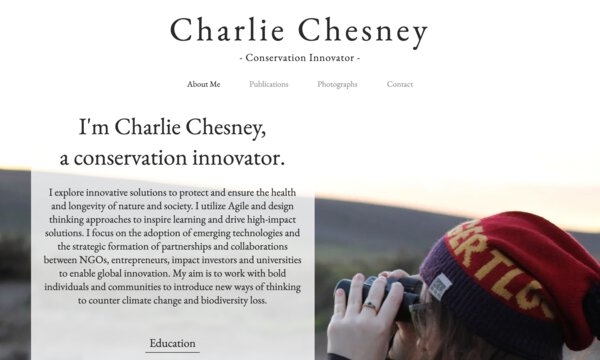 Charlie Chesney
- Conservation Innovator -
About Me Publications Photographs Contact
I'm Charlie Chesney,
a conservation innovator.
I explore innovative solutions to protect and ensure the health
and longevity of nature and society. I utilize Agile and design
thinking approaches to inspire learning and drive high-impact
solutions. I focus on the adoption of emerging technologies and
the strategic formation of partnerships and collaborations
between NGOs, entrepreneurs, impact investors and universities
to enable global innovation. My aim is to work with bold
individuals and communities to introduce new ways of thinking
to counter climate change and biodiversity loss.
Education